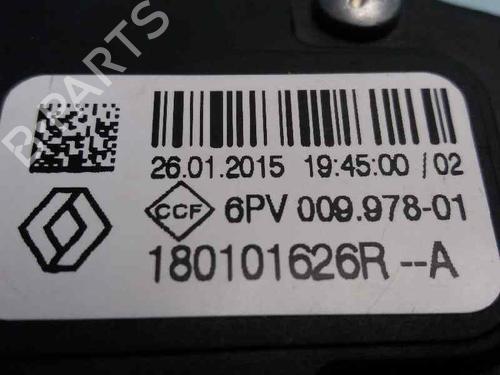 26.01.2015 19:45:00 /02
CCF 6PV 009.978-01
180101626R --A
B-PARTS